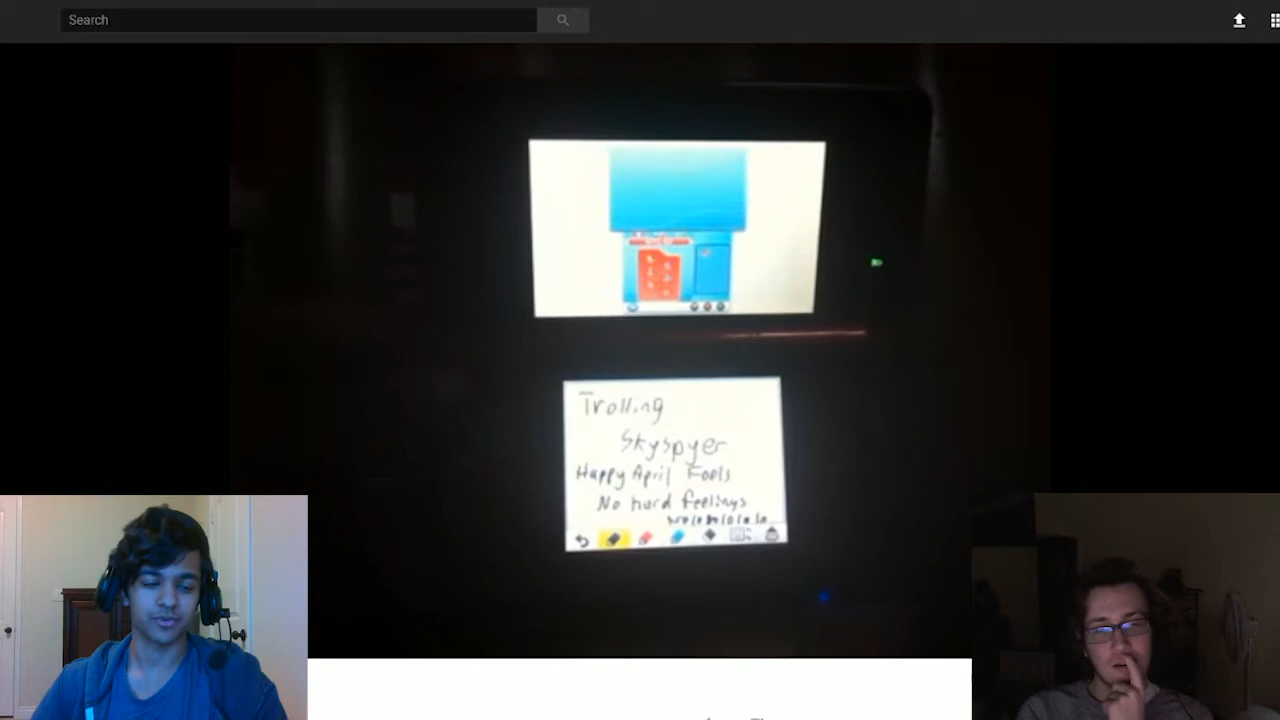 Search
Trolling
Skyspyer
Happy April Fools
No hard feelings